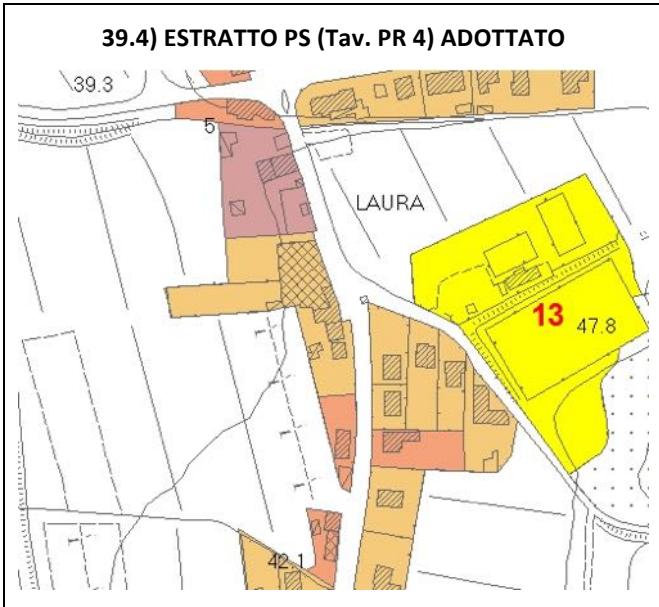 39.4) ESTRATTO PS (Tav. PR 4) ADOTTATO
39.3
5
LAURA
13
47.8
42.1